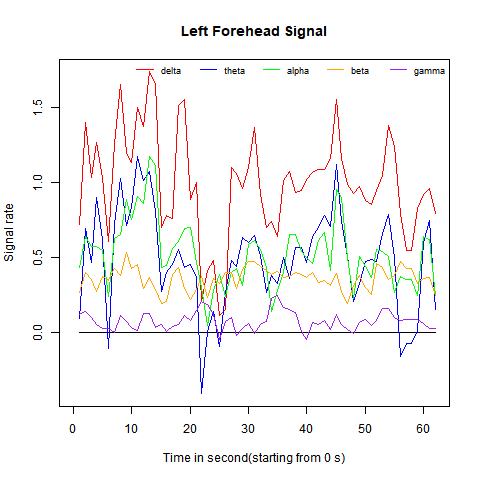 Left Forehead Signal
delta theta alpha beta gamma
Signal rate
0.0 0.5 1.0 1.5
0 10 20 30 40 50 60
Time in second(starting from 0 s)